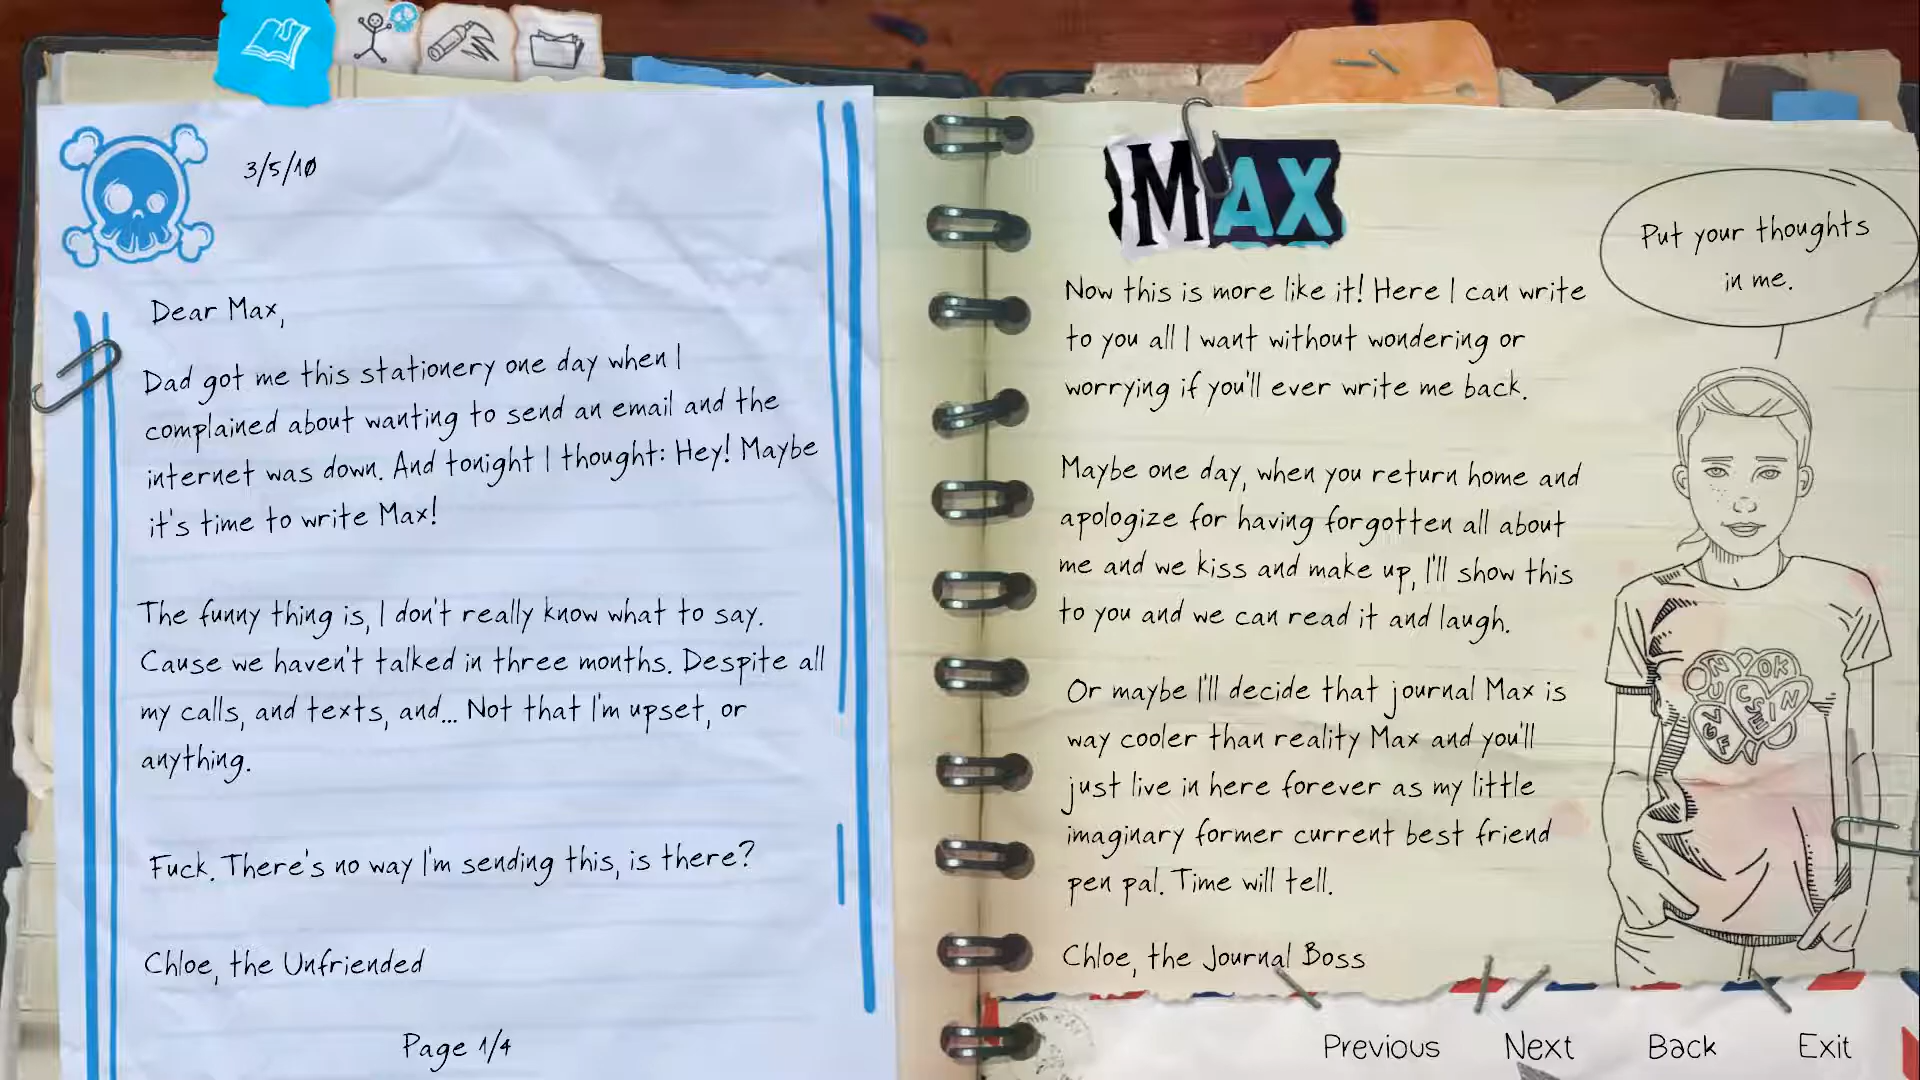 3/5/10
Dear Max,
Dad got me this stationery one day when I
complained about wanting to send an email and the
internet was down. And tonight I thought: Hey! Maybe
it's time to write Max!
The funny thing is, I don't really know what to say.
Cause we haven't talked in three months. Despite all
my calls, and texts, and... Not that I'm upset, or
anything.
Fuck. There's no way I'm sending this, is there?
Chloe, the Unfriended
Page 1/4
MAX
Now this is more like it! Here I can write
to you all I want without wondering or
worrying if you'll ever write me back.
Maybe one day, when you return home and
apologize for having forgotten all about
me and we kiss and make up, I'll show this
to you and we can read it and laugh.
Or maybe I'll decide that journal Max is
way cooler than reality Max and you'll
just live in here forever as my little
imaginary former current best friend
pen pal. Time will tell.
Chloe, the Journal Boss
Put your thoughts
in me.
Previous
Next
Back
Exit